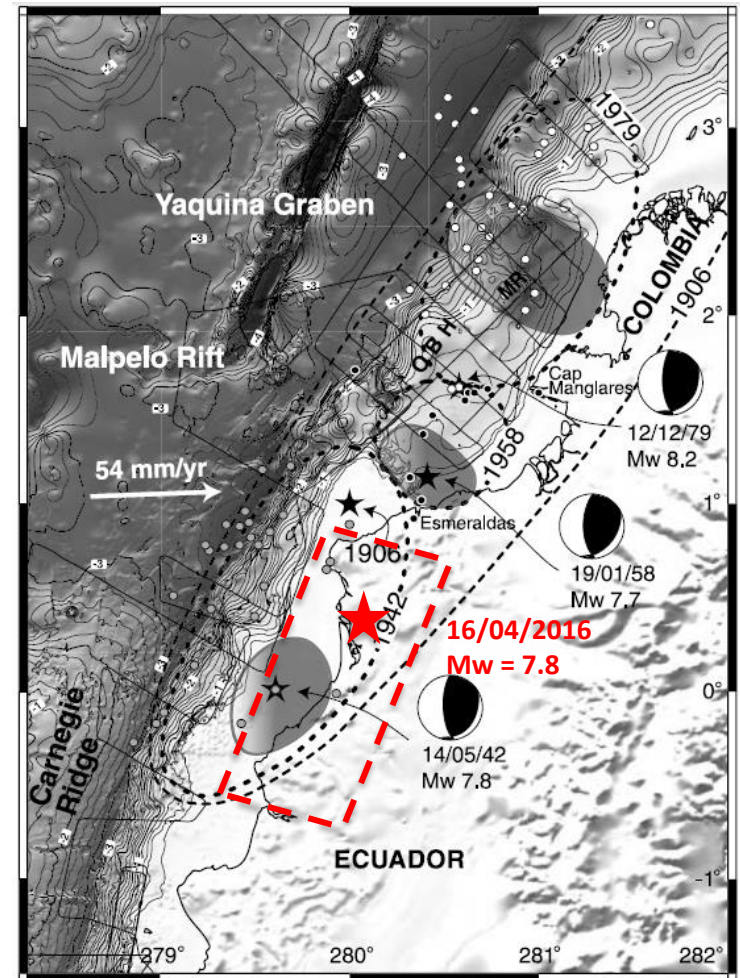 1979
3°
Yaquina Graben
COLOMBIA
1906
MR
2°
OBH
Malpelo Rift
Cap
Manglares
12/12/79
Mw 8.2
1958
54 mm/yr
Esmeraldas
1°
19/01/58
Mw 7.7
1906
1942
16/04/2016
Mw = 7.8
0°
14/05/42
Mw 7.8
Carnegie
Ridge
ECUADOR
-1°
279°
280°
281°
282°